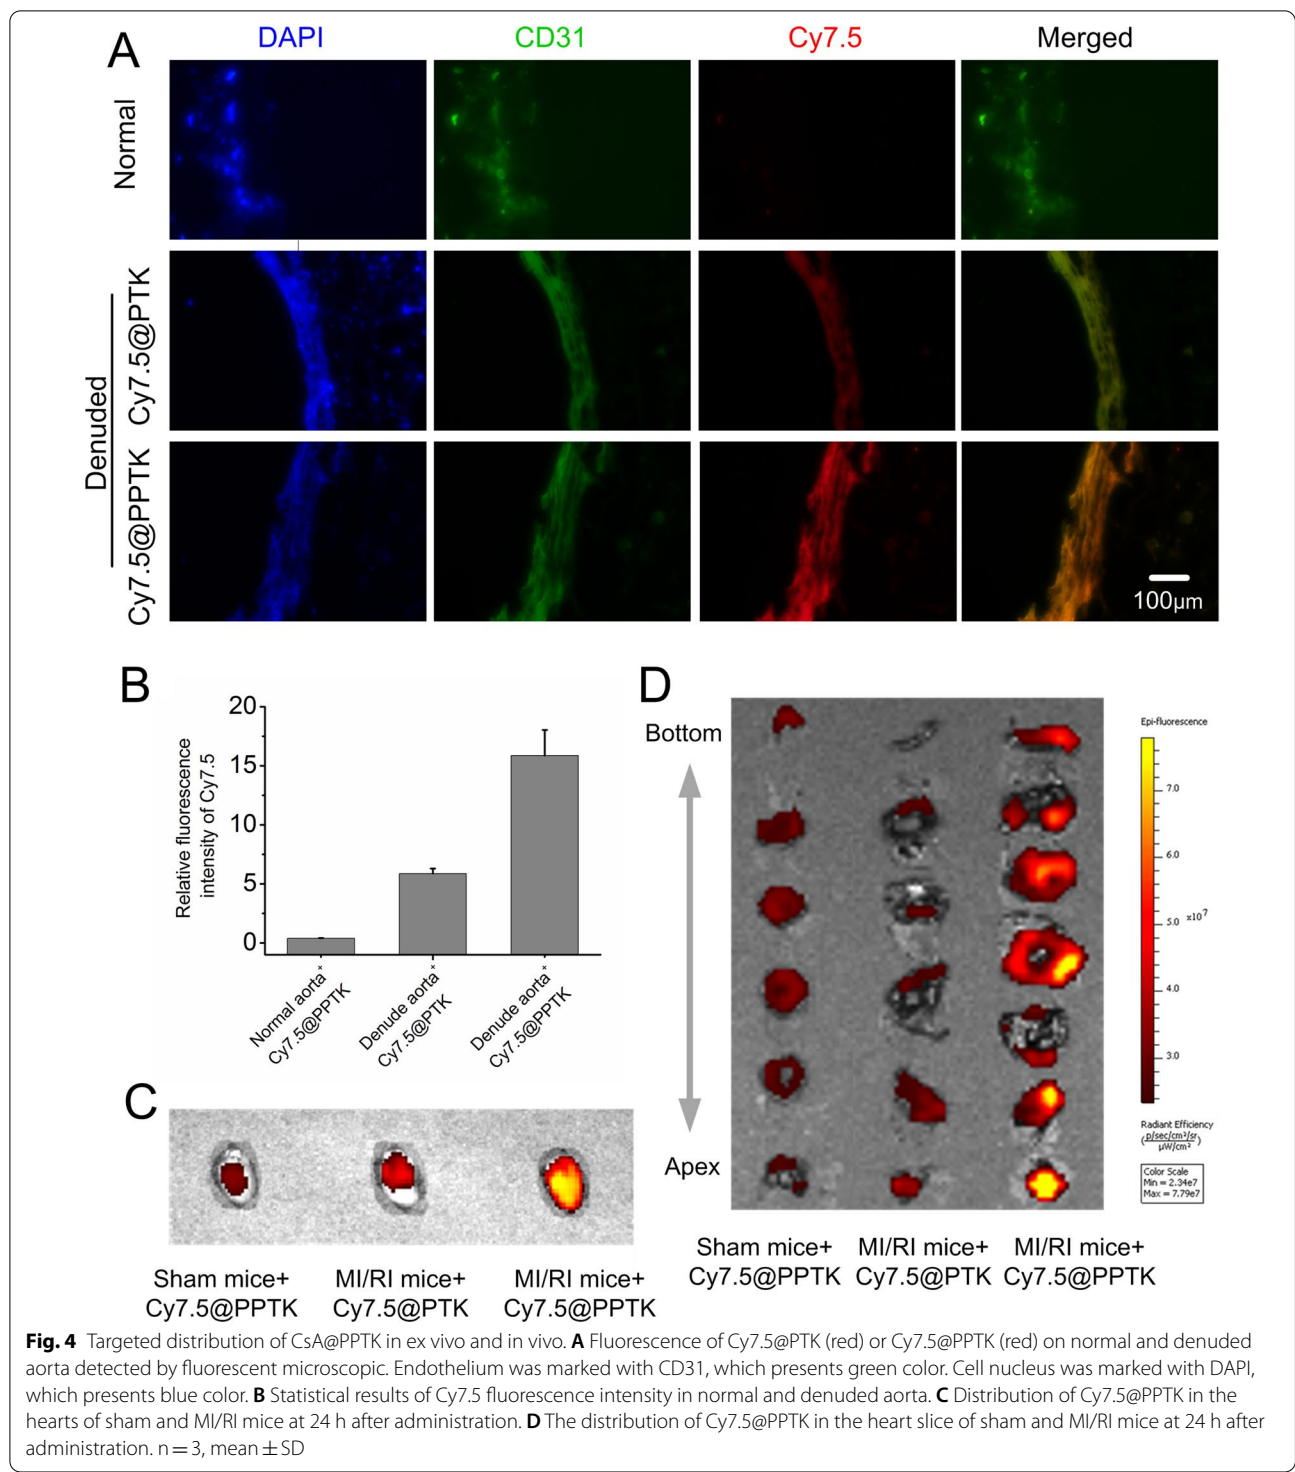 A
DAPI
CD31
Cy7.5
Merged
Normal
Denuded
Cy7.5@PTK
Cy7.5@PPTK
100μm
B
Relative fluorescence
intensity of Cy7.5
20
15
10
5
0
Normal aorta+
Cy7.5@PPTK
Denude aorta+
Cy7.5@PTK
Denude aorta+
Cy7.5@PPTK
C
Sham mice+
Cy7.5@PPTK
MI/RI mice+
Cy7.5@PTK
MI/RI mice+
Cy7.5@PPTK
D
Bottom
Apex
Epi-fluorescence
7.0
6.0
5.0 x10⁷
4.0
3.0
Radiant Efficiency
(p/sec/cm²/sr
μW/cm²)
Color Scale
Min = 2.34e7
Max = 7.79e7
Sham mice+
Cy7.5@PPTK
MI/RI mice+
Cy7.5@PTK
MI/RI mice+
Cy7.5@PPTK
Fig. 4 Targeted distribution of CsA@PPTK in ex vivo and in vivo. A Fluorescence of Cy7.5@PTK (red) or Cy7.5@PPTK (red) on normal and denuded
aorta detected by fluorescent microscopic. Endothelium was marked with CD31, which presents green color. Cell nucleus was marked with DAPI,
which presents blue color. B Statistical results of Cy7.5 fluorescence intensity in normal and denuded aorta. C Distribution of Cy7.5@PPTK in the
hearts of sham and MI/RI mice at 24 h after administration. D The distribution of Cy7.5@PPTK in the heart slice of sham and MI/RI mice at 24 h after
administration. n = 3, mean ± SD